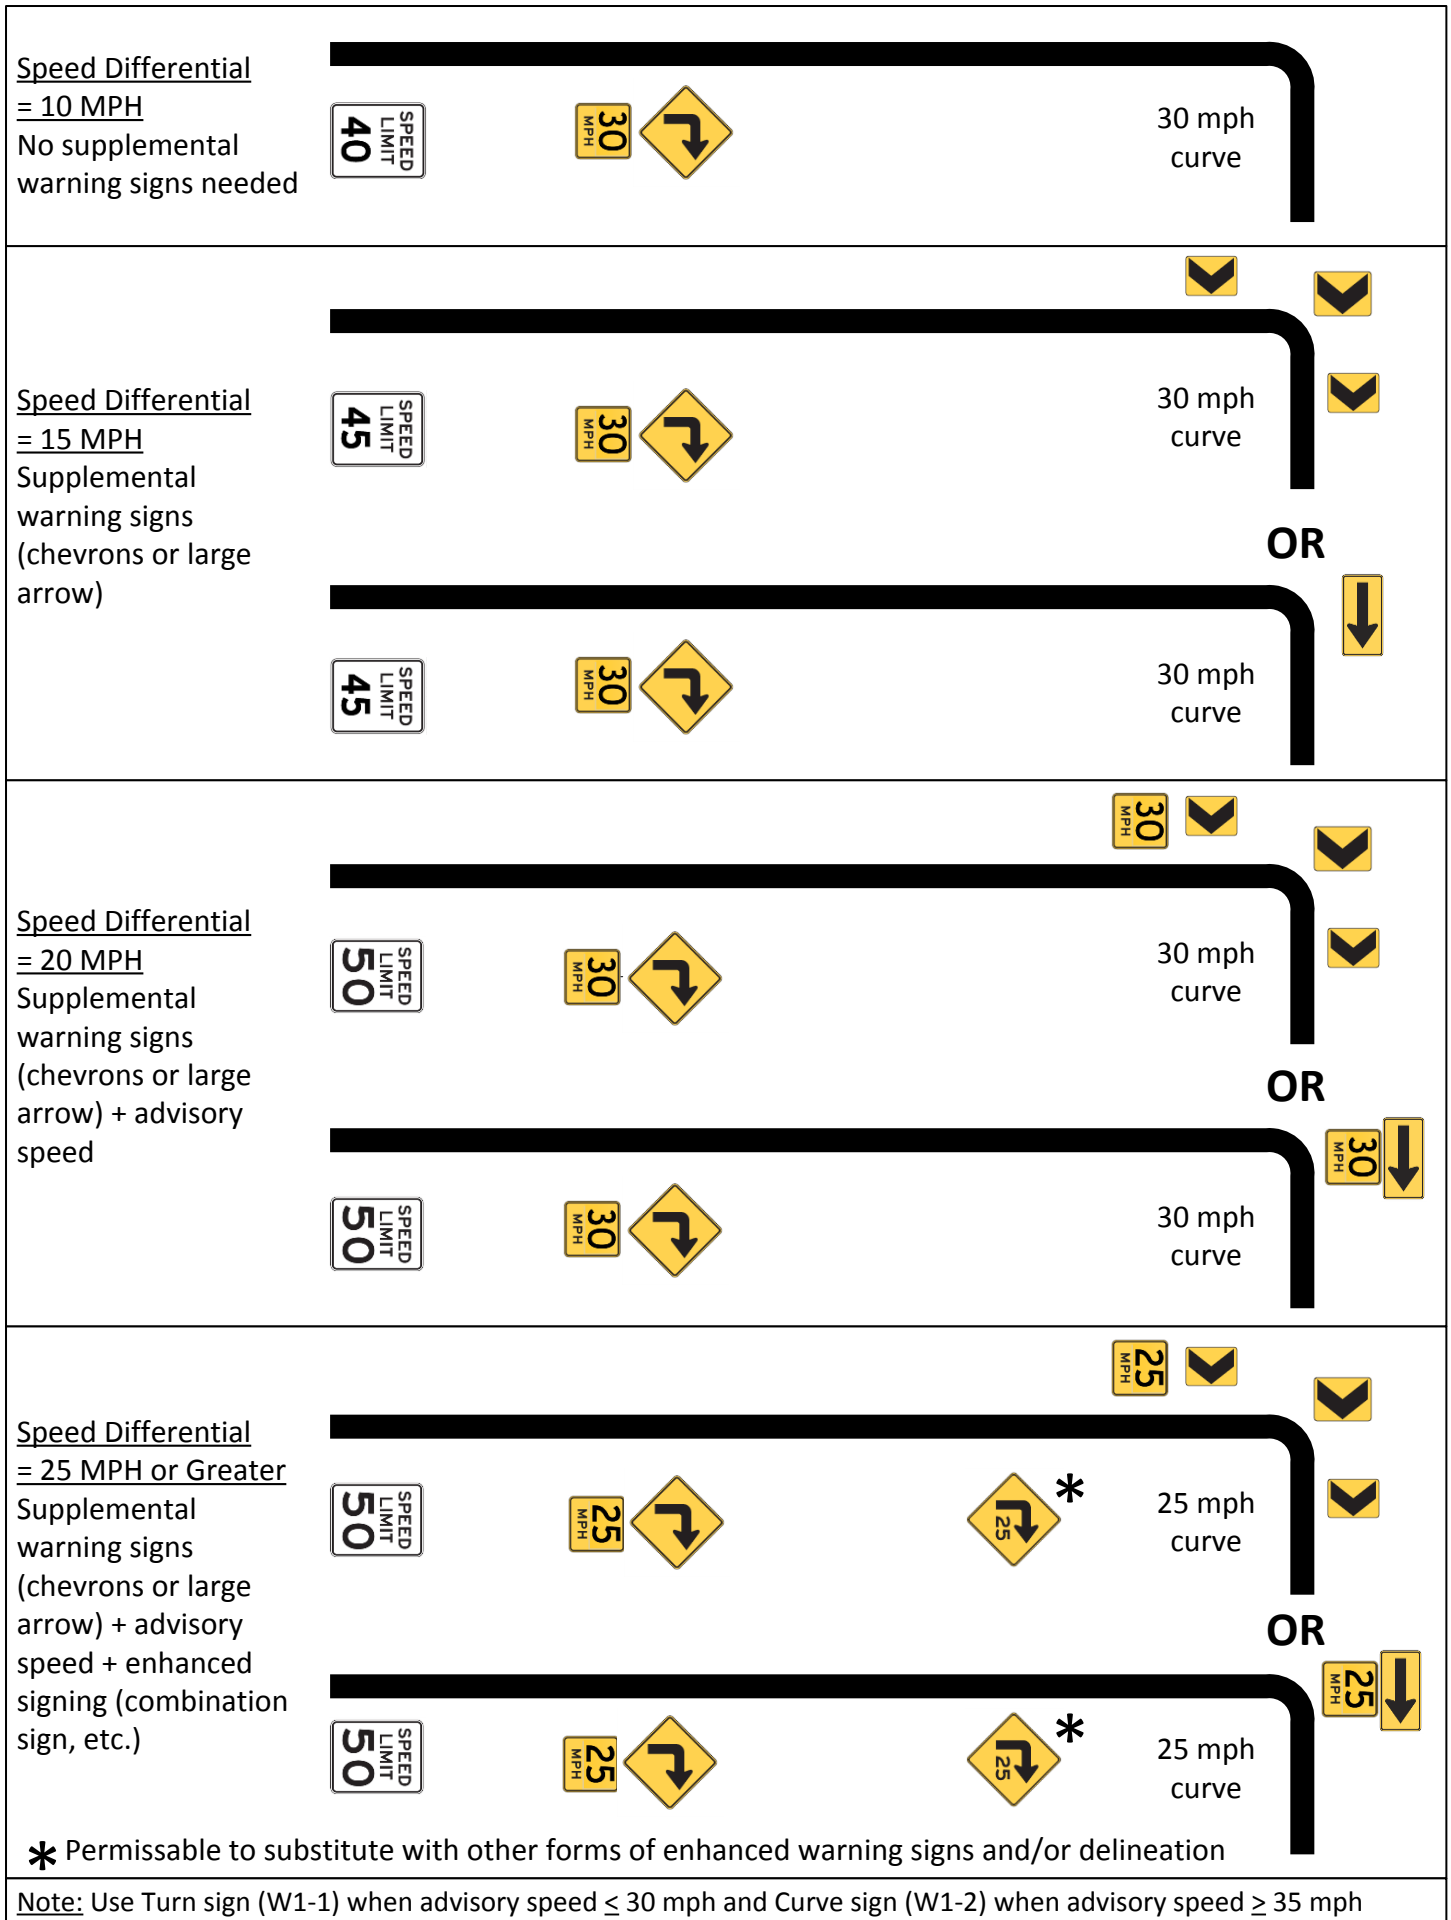 Speed Differential
= 10 MPH
No supplemental
warning signs needed
SPEED
LIMIT
40
30
MPH
30 mph
curve
Speed Differential
= 15 MPH
Supplemental
warning signs
(chevrons or large
arrow)
SPEED
LIMIT
45
30
MPH
30 mph
curve
OR
SPEED
LIMIT
45
30
MPH
30 mph
curve
Speed Differential
= 20 MPH
Supplemental
warning signs
(chevrons or large
arrow) + advisory
speed
30
MPH
SPEED
LIMIT
50
30
MPH
30 mph
curve
OR
30
MPH
SPEED
LIMIT
50
30
MPH
30 mph
curve
Speed Differential
= 25 MPH or Greater
Supplemental
warning signs
(chevrons or large
arrow) + advisory
speed + enhanced
signing (combination
sign, etc.)
25
MPH
SPEED
LIMIT
50
25
MPH
25
*
25 mph
curve
OR
25
MPH
SPEED
LIMIT
50
25
MPH
25
*
25 mph
curve
* Permissable to substitute with other forms of enhanced warning signs and/or delineation
Note: Use Turn sign (W1-1) when advisory speed ≤ 30 mph and Curve sign (W1-2) when advisory speed ≥ 35 mph